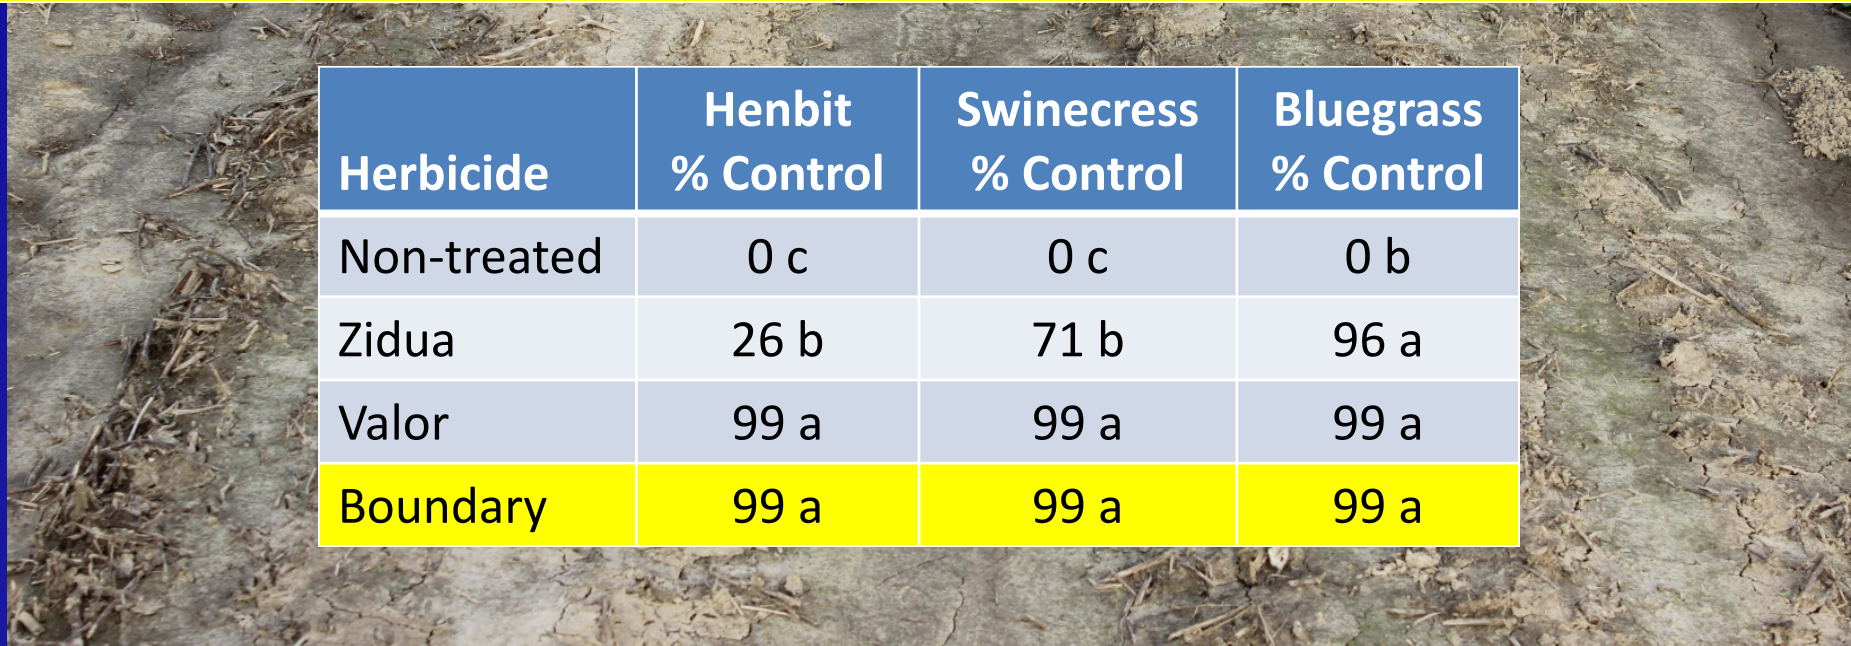 Herbicide Henbit % Control Swinecress % Control Bluegrass % Control
Non-treated 0 c 0 c 0 b
Zidua 26 b 71 b 96 a
Valor 99 a 99 a 99 a
Boundary 99 a 99 a 99 a